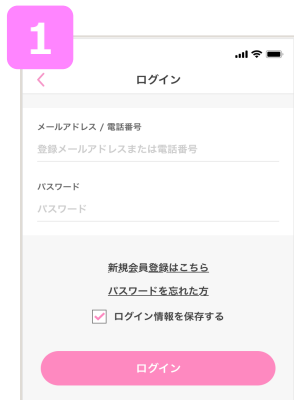 1
ログイン
メールアドレス / 電話番号
登録メールアドレスまたは電話番号
パスワード
パスワード
新規会員登録はこちら
パスワードを忘れた方
ログイン情報を保存する
ログイン